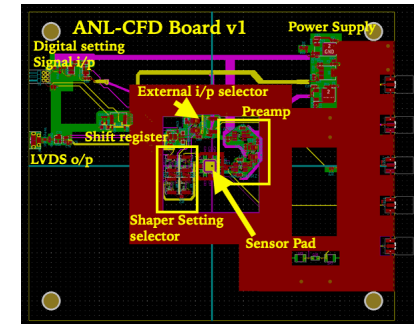 ANL-CFD Board v1
Power Supply
Digital setting
Signal i/p
External i/p selector
Preamp
Shift register
LVDS o/p
Shaper Setting
selector
Sensor Pad